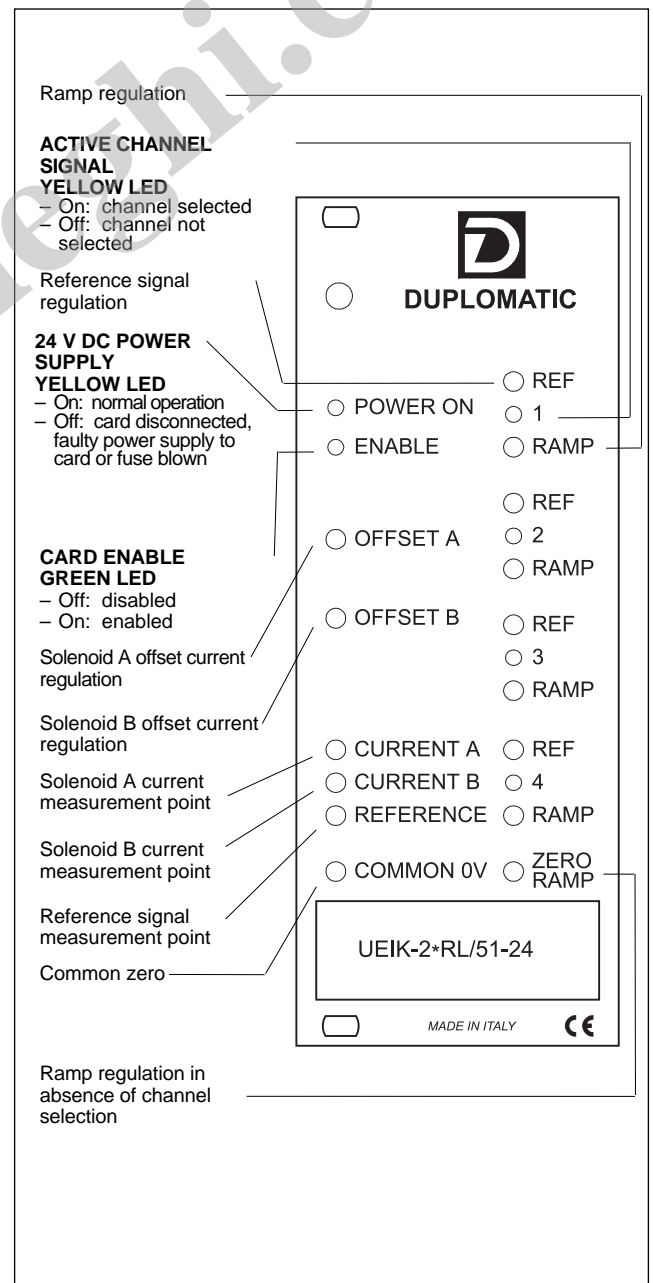 Ramp regulation
ACTIVE CHANNEL
SIGNAL
YELLOW LED
– On: channel selected
– Off: channel not
selected
Reference signal
regulation
24 V DC POWER
SUPPLY
YELLOW LED
– On: normal operation
– Off: card disconnected,
faulty power supply to
card or fuse blown
CARD ENABLE
GREEN LED
– Off: disabled
– On: enabled
Solenoid A offset current
regulation
Solenoid B offset current
regulation
Solenoid A current
measurement point
Solenoid B current
measurement point
Reference signal
measurement point
Common zero
Ramp regulation in
absence of channel
selection
DUPLOMATIC
POWER ON
ENABLE
OFFSET A
OFFSET B
CURRENT A
CURRENT B
REFERENCE
COMMON 0V
REF
1
RAMP
REF
2
RAMP
REF
3
RAMP
REF
4
RAMP
ZERO
RAMP
UEIK-2*RL/51-24
MADE IN ITALY
CE